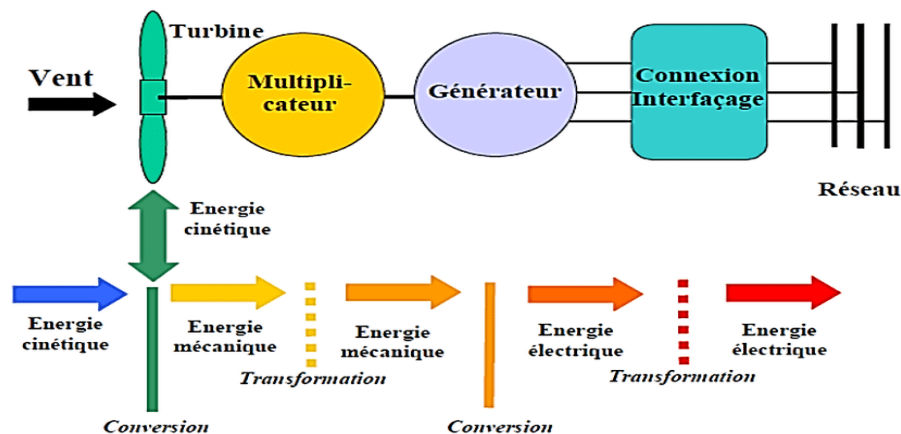 Turbine
Vent
Multipli-
cateur
Générateur
Connexion
Interfaçage
Réseau
Energie
cinétique
Energie
cinétique
Energie
mécanique
Energie
mécanique
Energie
électrique
Energie
électrique
Transformation
Transformation
Conversion
Conversion